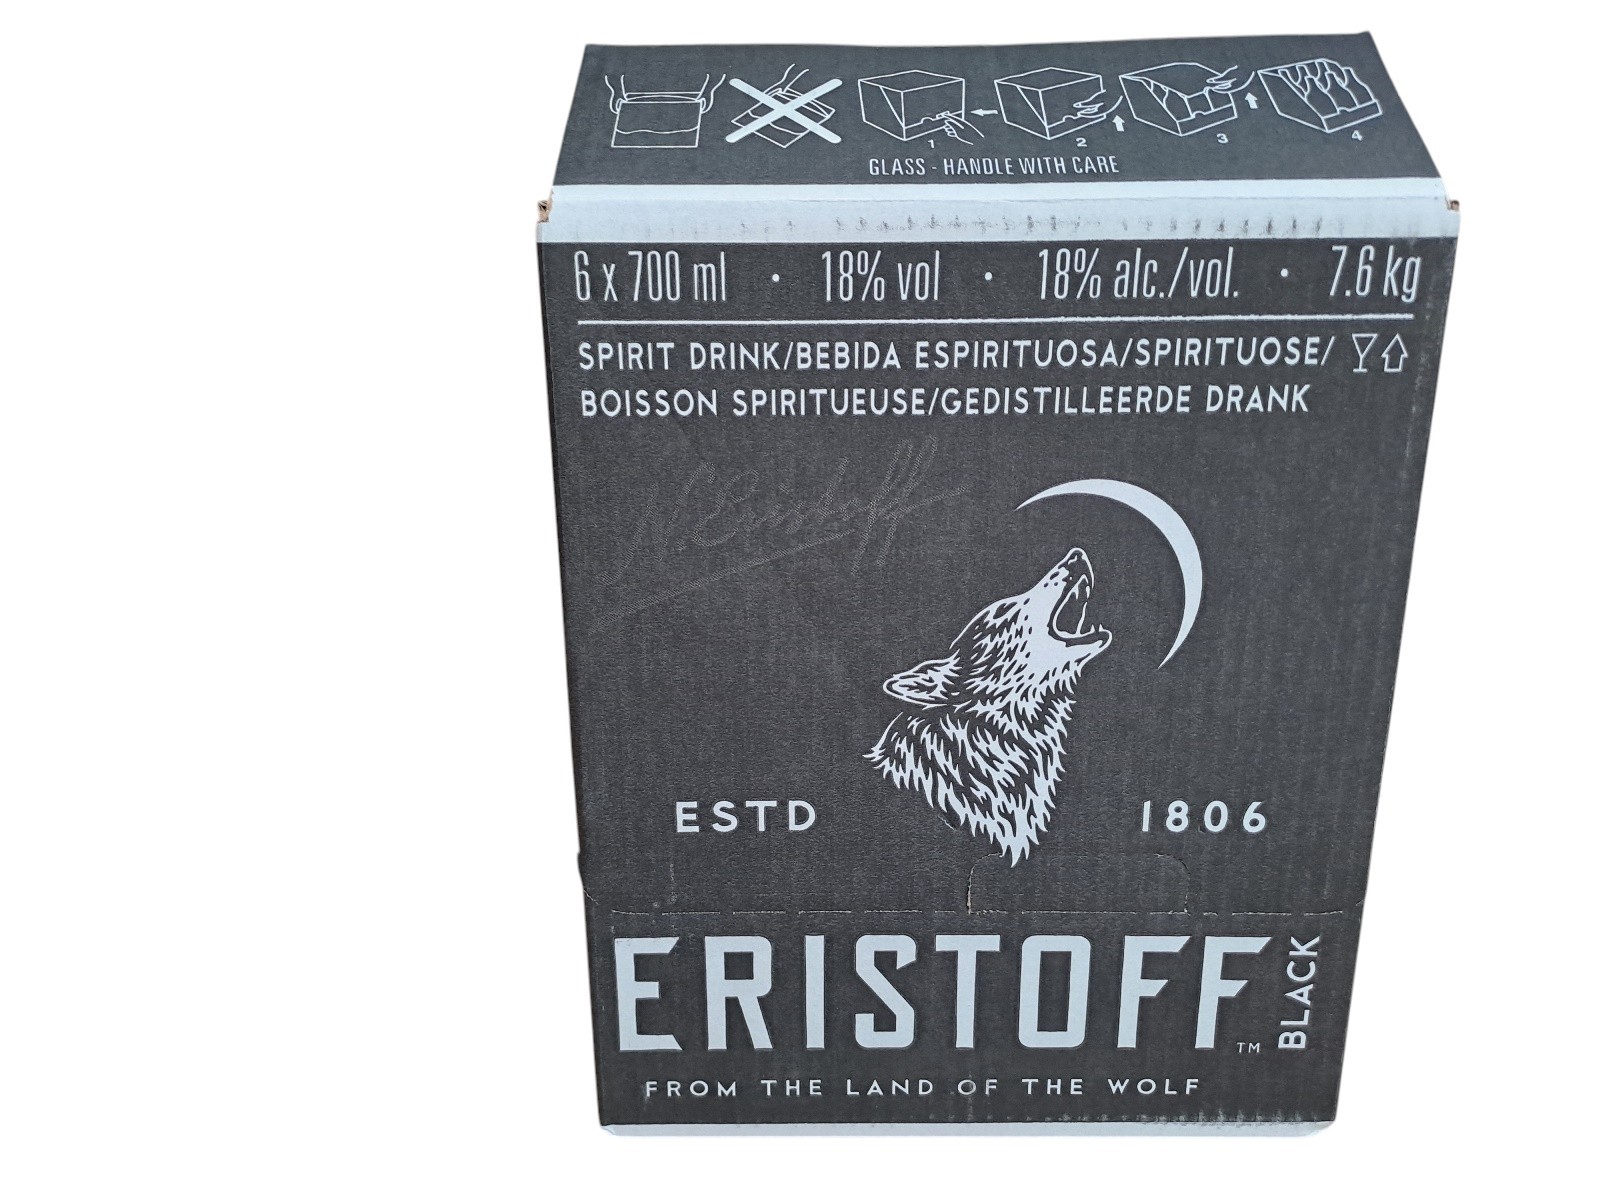 1 2 3 4
GLASS - HANDLE WITH CARE
6 x 700 ml · 18% vol · 18% alc./vol. · 7.6 kg
SPIRIT DRINK/BEBIDA ESPIRITUOSA/SPIRITUOSE/
BOISSON SPIRITUEUSE/GEDISTILLEERDE DRANK
N. Eristoff
ESTD 1806
ERISTOFF™ BLACK
FROM THE LAND OF THE WOLF